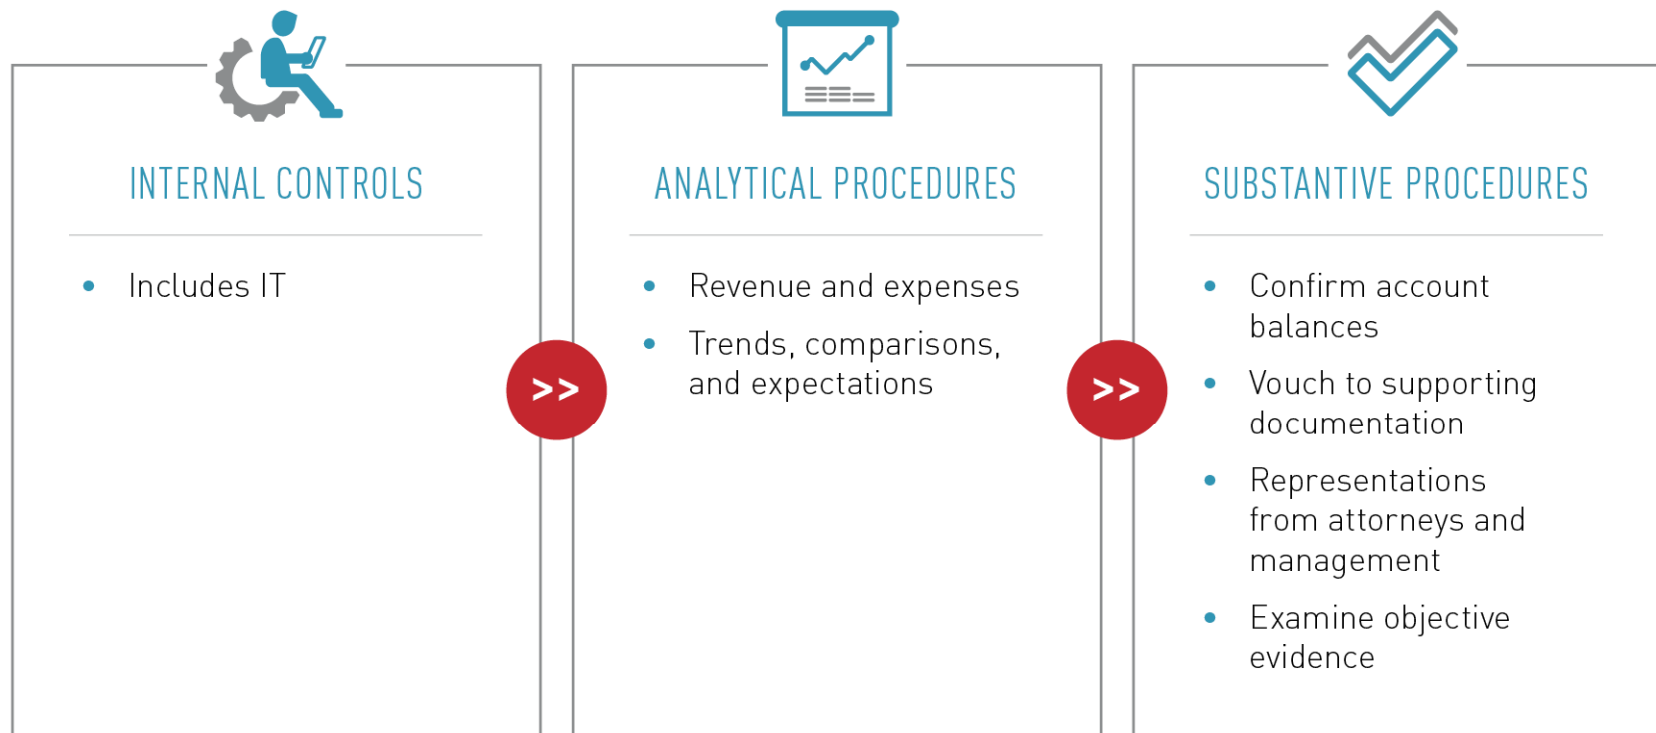 INTERNAL CONTROLS
• Includes IT
>>
ANALYTICAL PROCEDURES
• Revenue and expenses
• Trends, comparisons,
and expectations
>>
SUBSTANTIVE PROCEDURES
• Confirm account
balances
• Vouch to supporting
documentation
• Representations
from attorneys and
management
• Examine objective
evidence